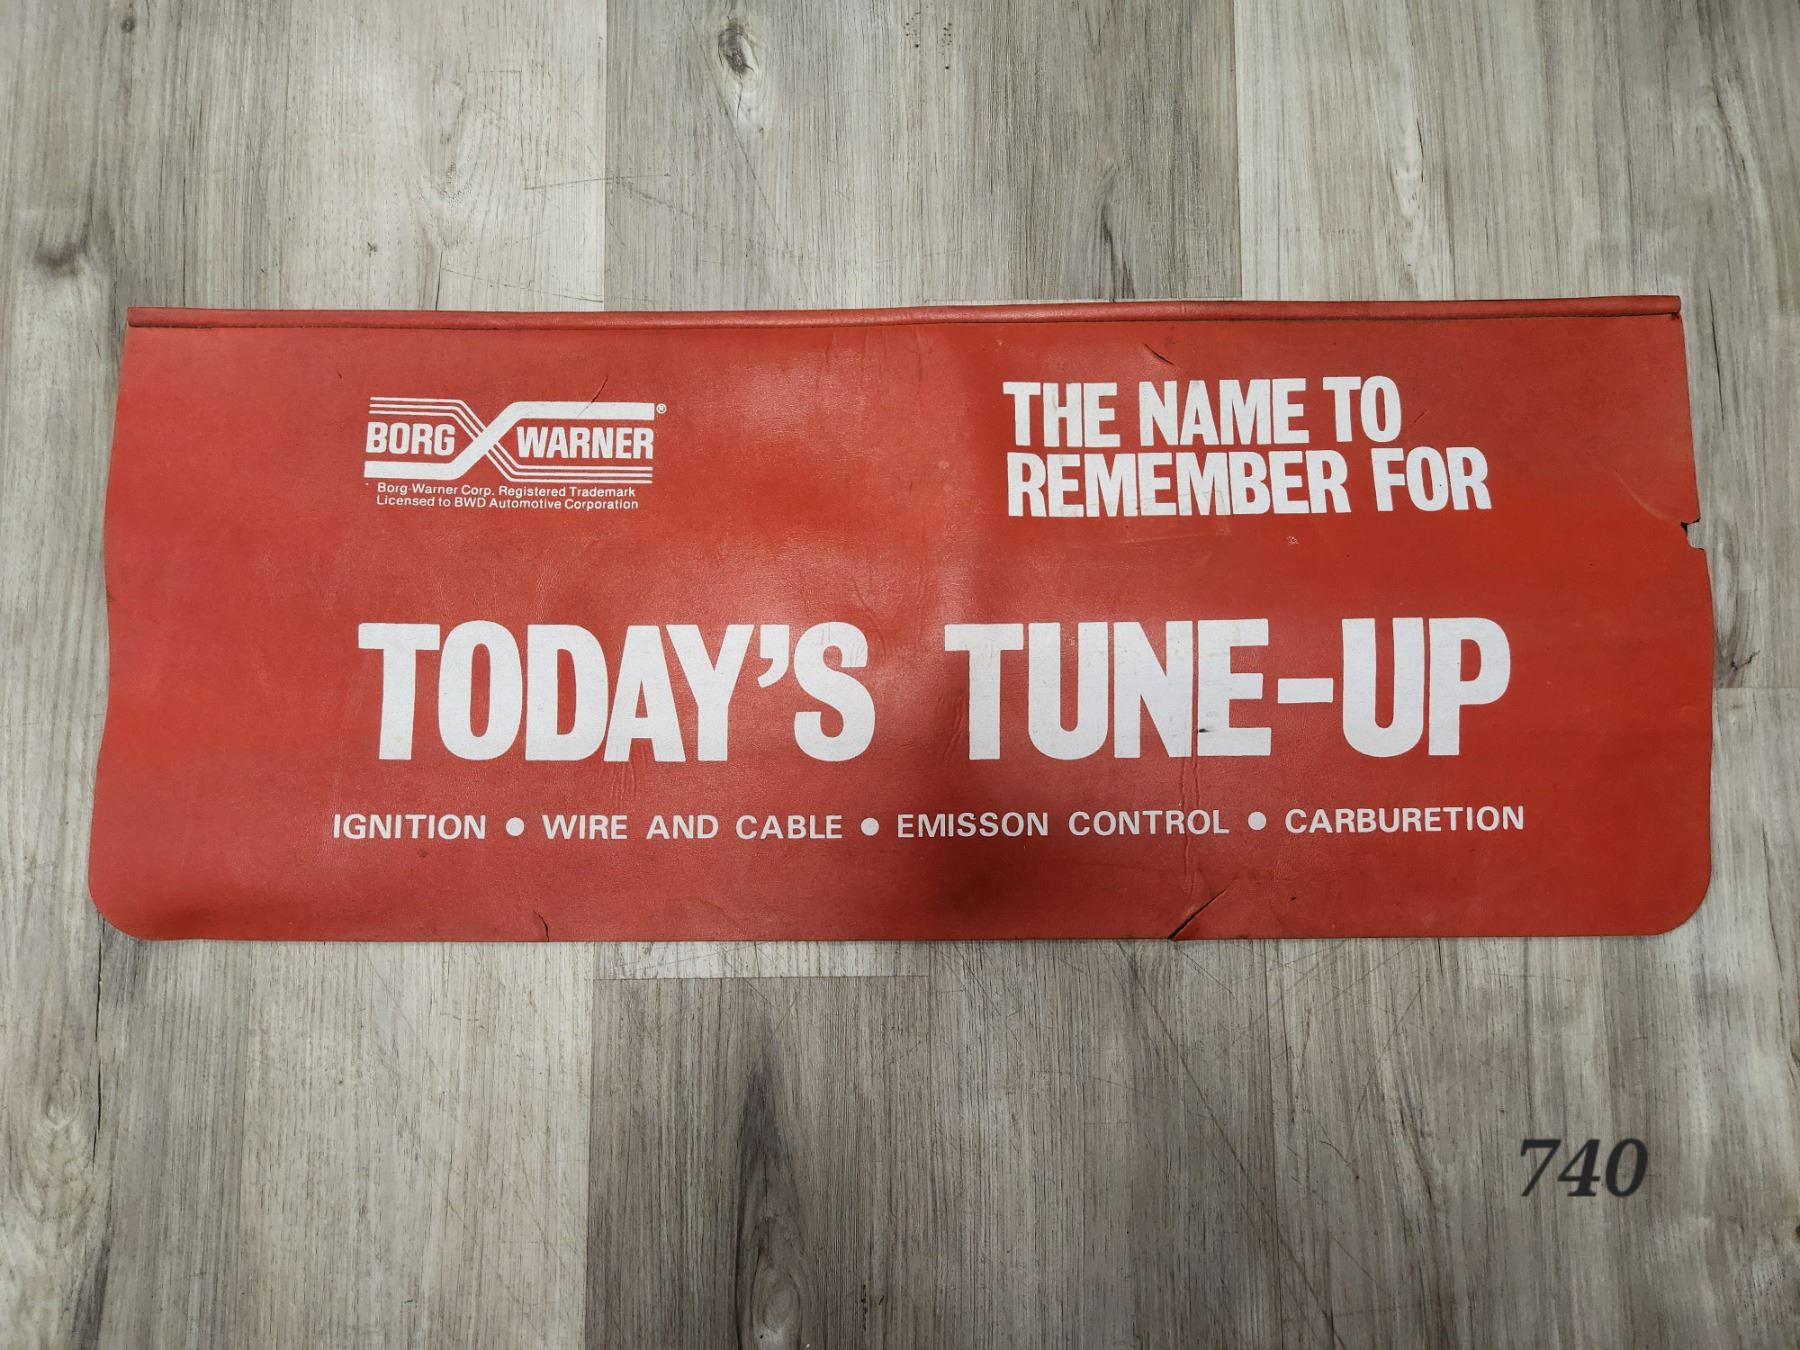 BORG WARNER®
Borg-Warner Corp. Registered Trademark
Licensed to BWD Automotive Corporation
THE NAME TO
REMEMBER FOR
TODAY'S TUNE-UP
IGNITION ● WIRE AND CABLE ● EMISSON CONTROL ● CARBURETION
740